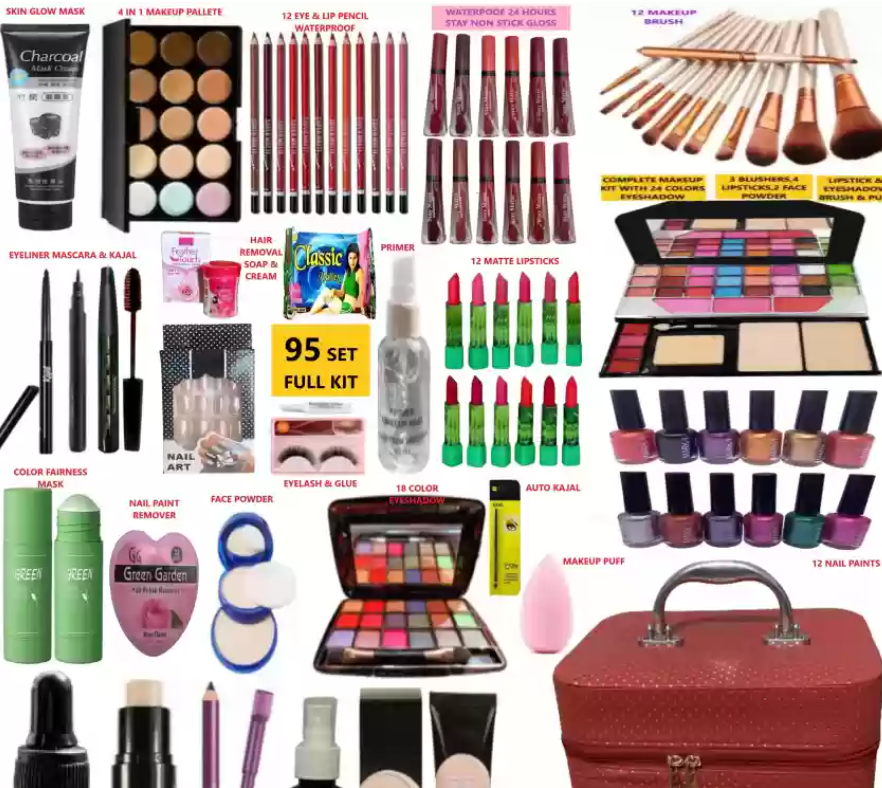 SKIN GLOW MASK
4 IN 1 MAKEUP PALLETE
12 EYE & LIP PENCIL
WATERPROOF
WATERPOOF 24 HOURS
STAY NON STICK GLOSS
12 MAKEUP
BRUSH
Charcoal
Mask Cream
COMPLETE MAKEUP
KIT WITH 24 COLORS
EYESHADOW
3 BLUSHERS,4
LIPSTICKS,2 FACE
POWDER
LIPSTICK &
EYESHADOW
BRUSH & PU
EYELINER MASCARA & KAJAL
HAIR
REMOVAL
SOAP &
CREAM
Classic
PRIMER
12 MATTE LIPSTICKS
95 SET
FULL KIT
NAIL
ART
EYELASH & GLUE
COLOR FAIRNESS
MASK
NAIL PAINT
REMOVER
FACE POWDER
18 COLOR
EYESHADOW
AUTO KAJAL
MAKEUP PUFF
12 NAIL PAINTS
GREEN
GREEN
GG
Green Garden